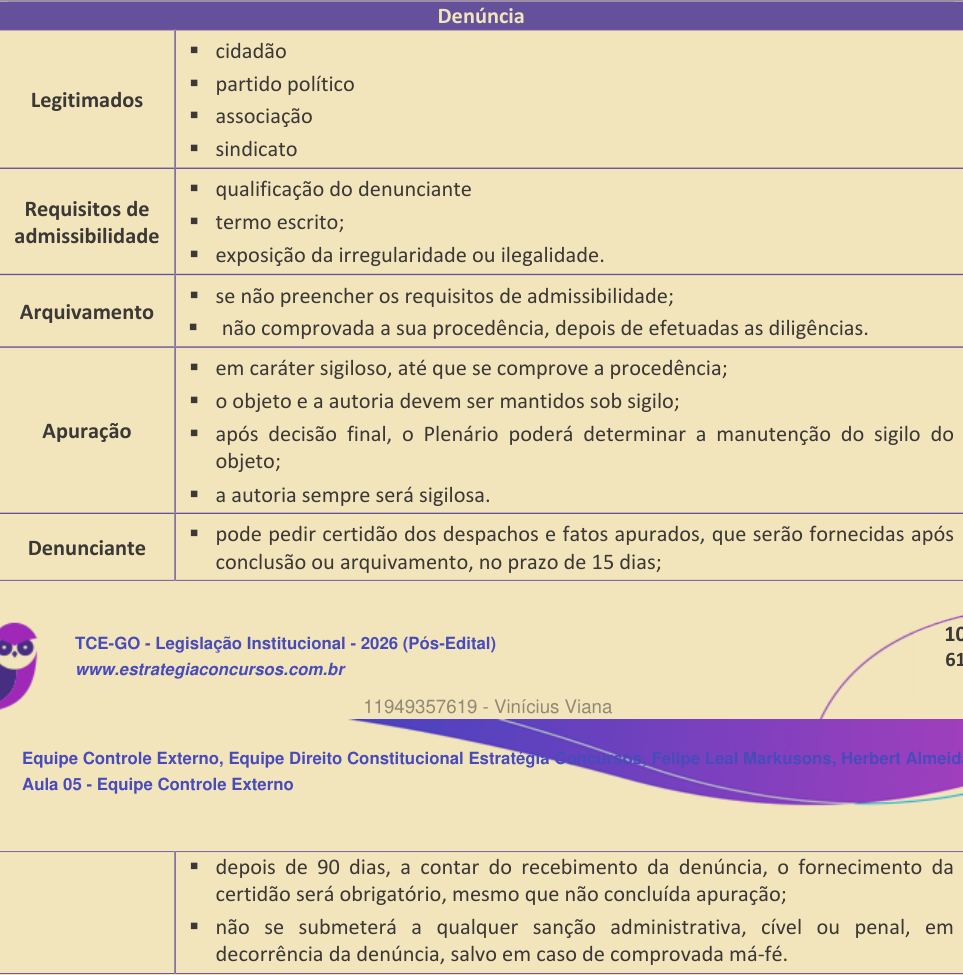 Denúncia
Legitimados
▪ cidadão
▪ partido político
▪ associação
▪ sindicato
Requisitos de
admissibilidade
▪ qualificação do denunciante
▪ termo escrito;
▪ exposição da irregularidade ou ilegalidade.
Arquivamento
▪ se não preencher os requisitos de admissibilidade;
▪ não comprovada a sua procedência, depois de efetuadas as diligências.
Apuração
▪ em caráter sigiloso, até que se comprove a procedência;
▪ o objeto e a autoria devem ser mantidos sob sigilo;
▪ após decisão final, o Plenário poderá determinar a manutenção do sigilo do
objeto;
▪ a autoria sempre será sigilosa.
Denunciante
▪ pode pedir certidão dos despachos e fatos apurados, que serão fornecidas após
conclusão ou arquivamento, no prazo de 15 dias;
TCE-GO - Legislação Institucional - 2026 (Pós-Edital)
www.estrategiaconcursos.com.br
10
61
11949357619 - Vinícius Viana
Equipe Controle Externo, Equipe Direito Constitucional Estratégia Concursos, Felipe Leal Markusons, Herbert Almeid
Aula 05 - Equipe Controle Externo
▪ depois de 90 dias, a contar do recebimento da denúncia, o fornecimento da
certidão será obrigatório, mesmo que não concluída apuração;
▪ não se submeterá a qualquer sanção administrativa, cível ou penal, em
decorrência da denúncia, salvo em caso de comprovada má-fé.